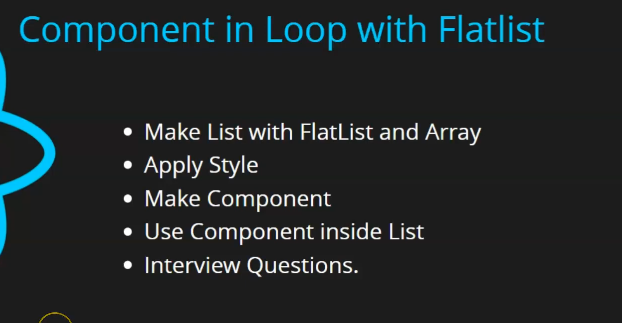 Component in Loop with Flatlist
• Make List with FlatList and Array
• Apply Style
• Make Component
• Use Component inside List
• Interview Questions.